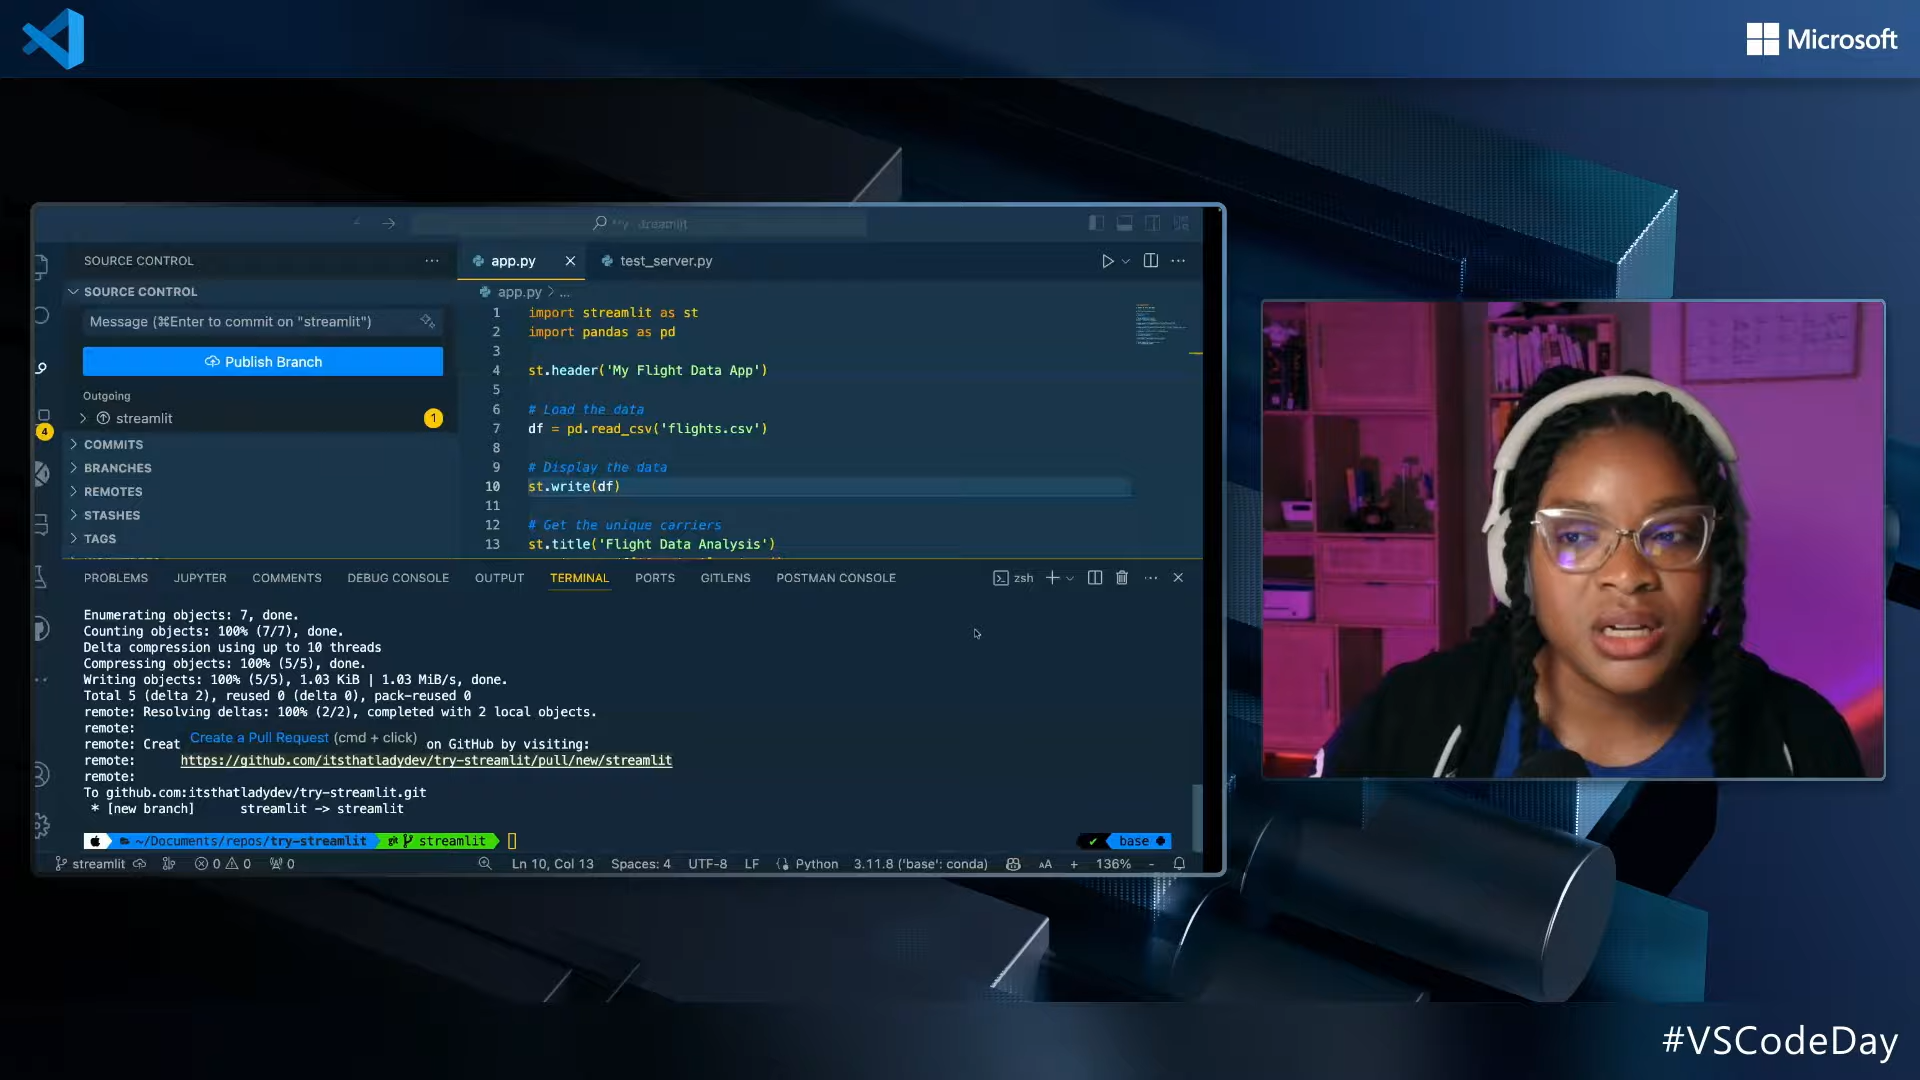 Microsoft
SOURCE CONTROL
SOURCE CONTROL
Message (⌘Enter to commit on "streamlit")
Publish Branch
Outgoing
streamlit
1
4
COMMITS
BRANCHES
REMOTES
STASHES
TAGS
app.py
test_server.py
app.py > ...
1 import streamlit as st
2 import pandas as pd
3
4 st.header('My Flight Data App')
5
6 # Load the data
7 df = pd.read_csv('flights.csv')
8
9 # Display the data
10 st.write(df)
11
12 # Get the unique carriers
13 st.title('Flight Data Analysis')
PROBLEMS JUPYTER COMMENTS DEBUG CONSOLE OUTPUT TERMINAL PORTS GITLENS POSTMAN CONSOLE
zsh
Enumerating objects: 7, done.
Counting objects: 100% (7/7), done.
Delta compression using up to 10 threads
Compressing objects: 100% (5/5), done.
Writing objects: 100% (5/5), 1.03 KiB | 1.03 MiB/s, done.
Total 5 (delta 2), reused 0 (delta 0), pack-reused 0
remote: Resolving deltas: 100% (2/2), completed with 2 local objects.
remote:
Create a Pull Request (cmd + click)
remote: Creat on GitHub by visiting:
remote: https://github.com/itsthatladydev/try-streamlit/pull/new/streamlit
remote:
To github.com:itsthatladydev/try-streamlit.git
* [new branch] streamlit -> streamlit
~/Documents/repos/try-streamlit streamlit
base
streamlit 0 0 0 Ln 10, Col 13 Spaces: 4 UTF-8 LF Python 3.11.8 ('base': conda) AA + 136% -
#VSCodeDay